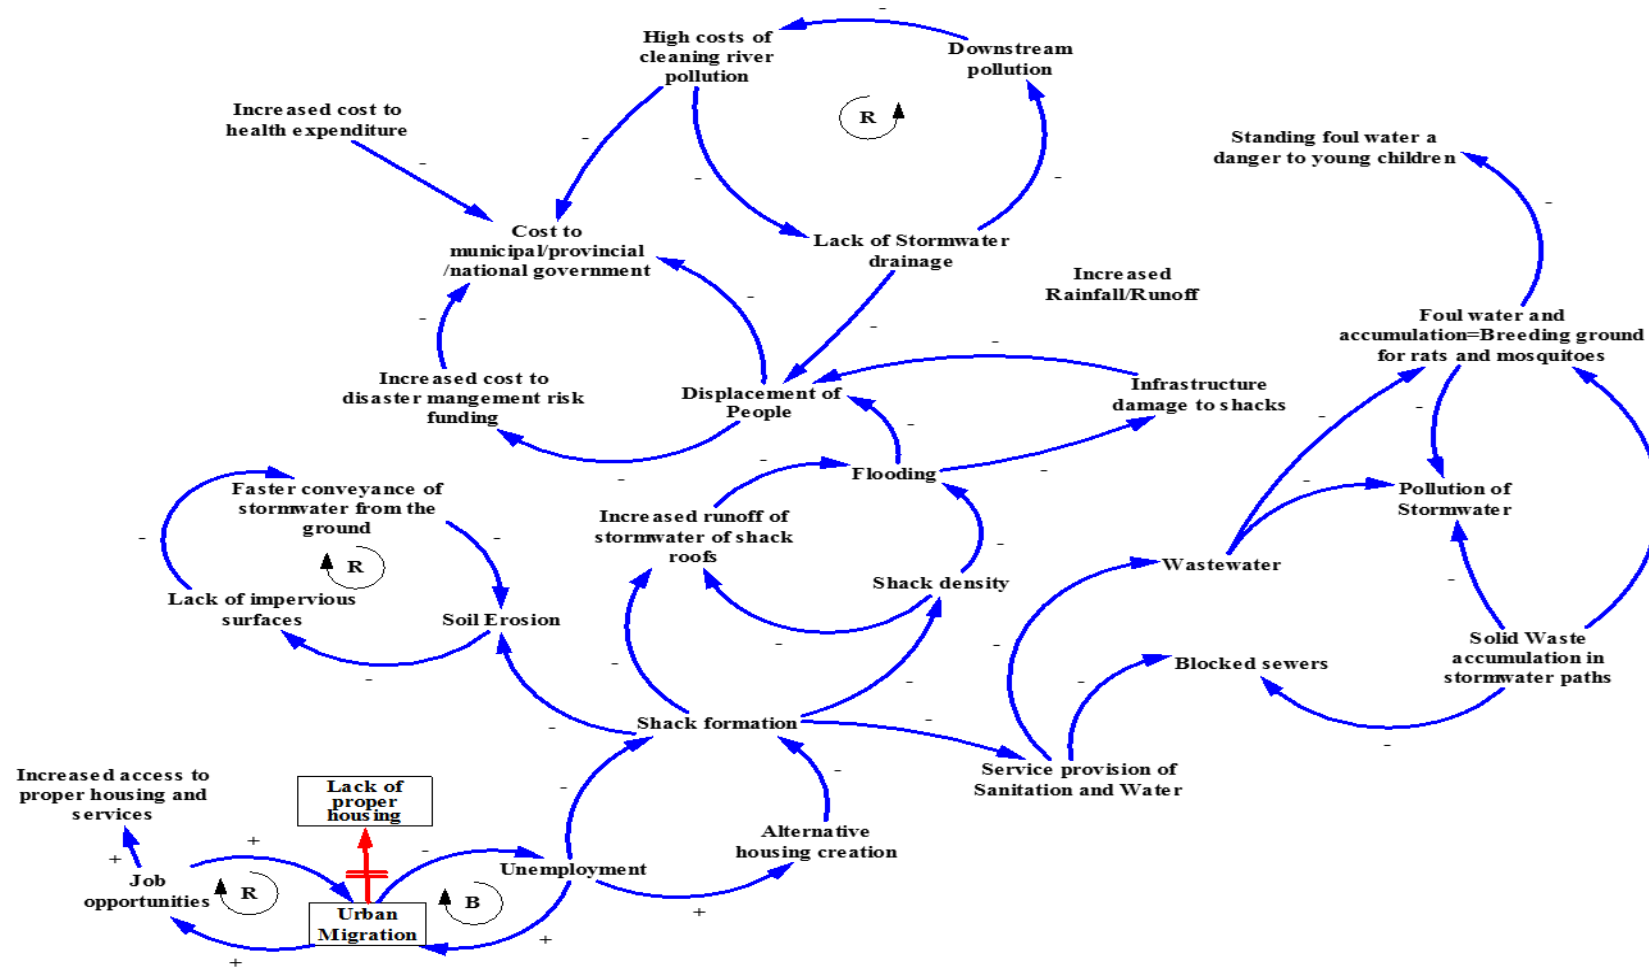 High costs of
cleaning river
pollution
Downstream
pollution
-
R
Increased cost to
health expenditure
-
-
-
-
Standing foul water a
danger to young children
-
Cost to
municipal/provincial
/national government
Lack of Stormwater
drainage
Increased
Rainfall/Runoff
-
-
-
-
Foul water and
accumulation=Breeding ground
for rats and mosquitoes
Increased cost to
disaster mangement risk
funding
Displacement of
People
Infrastructure
damage to shacks
-
-
-
-
-
-
Flooding
Faster conveyance of
stormwater from the
ground
Increased runoff of
stormwater of shack
roofs
Pollution of
Stormwater
-
-
-
R
Wastewater
Shack density
-
Lack of impervious
surfaces
Soil Erosion
-
-
-
-
Blocked sewers
Solid Waste
accumulation in
stormwater paths
Shack formation
-
-
-
Service provision of
Sanitation and Water
Increased access to
proper housing and
services
Lack of
proper
housing
-
-
Alternative
housing creation
+
+
-
Unemployment
Job
opportunities
R
B
Urban
Migration
+
+
+